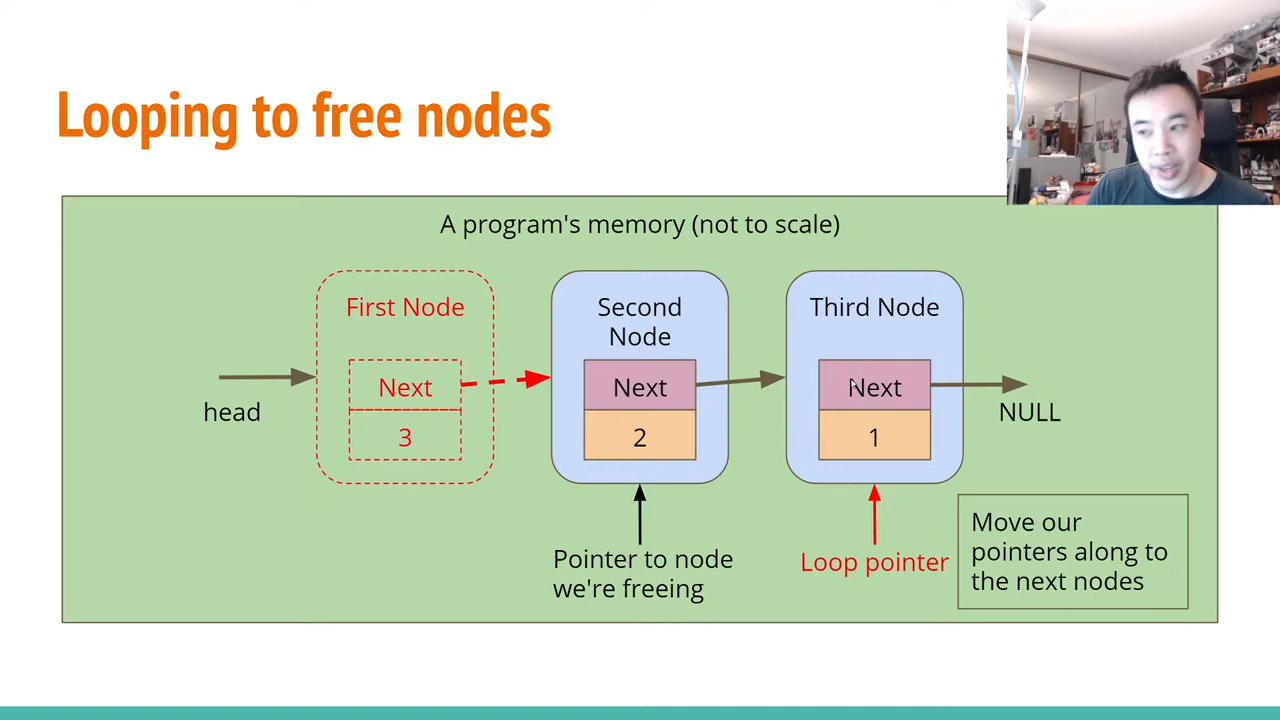 Looping to free nodes
A program's memory (not to scale)
First Node
Next
3
Second
Node
Next
2
Third Node
Next
1
head
NULL
Pointer to node
we're freeing
Loop pointer
Move our
pointers along to
the next nodes